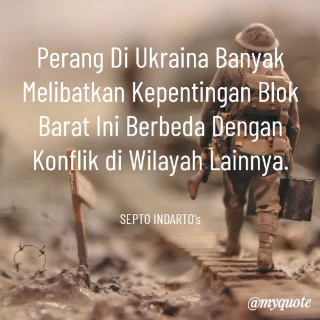 Perang Di Ukraina Banyak
Melibatkan Kepentingan Blok
Barat Ini Berbeda Dengan
Konflik di Wilayah Lainnya.
SEPTO INDARTO's
@myquote